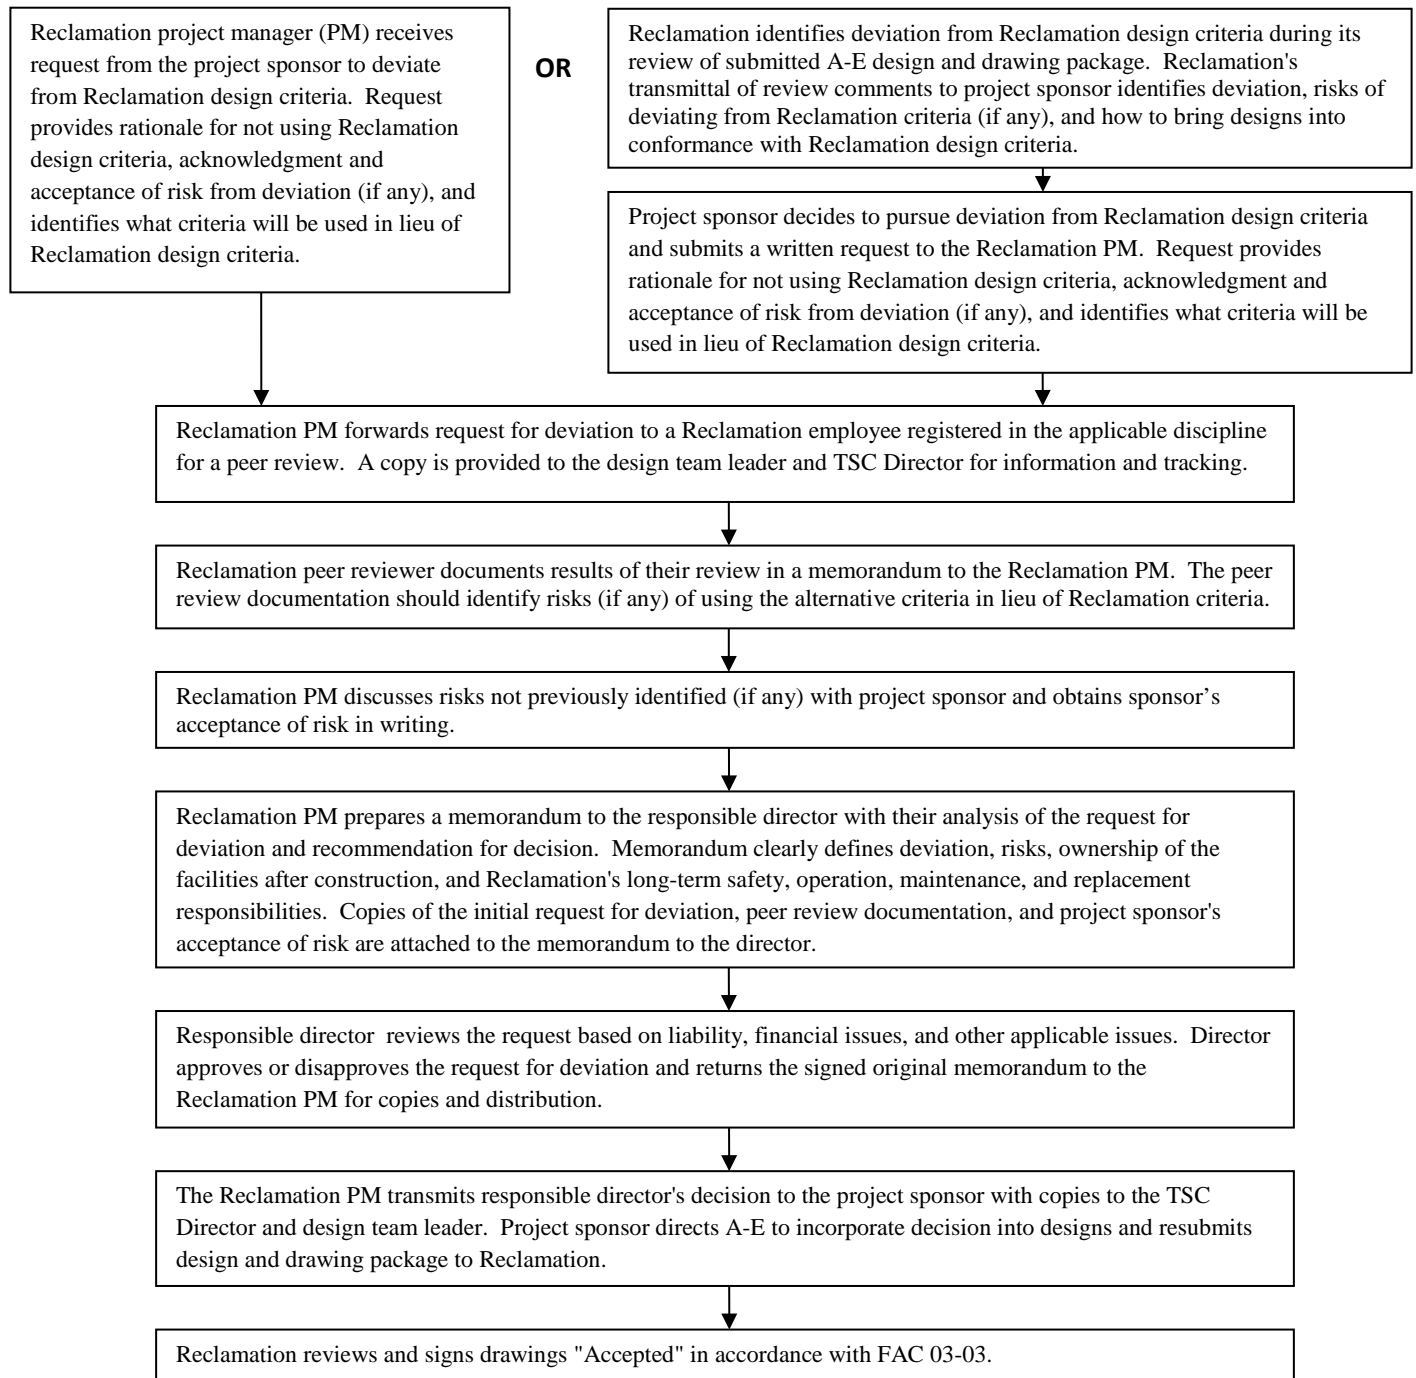 Reclamation project manager (PM) receives
request from the project sponsor to deviate
from Reclamation design criteria.  Request
provides rationale for not using Reclamation
design criteria, acknowledgment and
acceptance of risk from deviation (if any), and
identifies what criteria will be used in lieu of
Reclamation design criteria.
OR
Reclamation identifies deviation from Reclamation design criteria during its
review of submitted A-E design and drawing package.  Reclamation's
transmittal of review comments to project sponsor identifies deviation, risks of
deviating from Reclamation criteria (if any), and how to bring designs into
conformance with Reclamation design criteria.
Project sponsor decides to pursue deviation from Reclamation design criteria
and submits a written request to the Reclamation PM.  Request provides
rationale for not using Reclamation design criteria, acknowledgment and
acceptance of risk from deviation (if any), and identifies what criteria will be
used in lieu of Reclamation design criteria.
Reclamation PM forwards request for deviation to a Reclamation employee registered in the applicable discipline
for a peer review.  A copy is provided to the design team leader and TSC Director for information and tracking.
Reclamation peer reviewer documents results of their review in a memorandum to the Reclamation PM.  The peer
review documentation should identify risks (if any) of using the alternative criteria in lieu of Reclamation criteria.
Reclamation PM discusses risks not previously identified (if any) with project sponsor and obtains sponsor’s
acceptance of risk in writing.
Reclamation PM prepares a memorandum to the responsible director with their analysis of the request for
deviation and recommendation for decision.  Memorandum clearly defines deviation, risks, ownership of the
facilities after construction, and Reclamation's long-term safety, operation, maintenance, and replacement
responsibilities.  Copies of the initial request for deviation, peer review documentation, and project sponsor's
acceptance of risk are attached to the memorandum to the director.
Responsible director  reviews the request based on liability, financial issues, and other applicable issues.  Director
approves or disapproves the request for deviation and returns the signed original memorandum to the
Reclamation PM for copies and distribution.
The Reclamation PM transmits responsible director's decision to the project sponsor with copies to the TSC
Director and design team leader.  Project sponsor directs A-E to incorporate decision into designs and resubmits
design and drawing package to Reclamation.
Reclamation reviews and signs drawings "Accepted" in accordance with FAC 03-03.